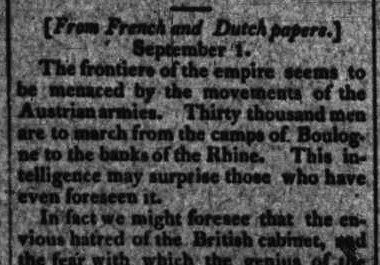 [From French and Dutch papers.]
September 1.
The frontiers of the empire seems to
be menaced by the movements of the
Austrian armies. Thirty thousand men
are to march from the camps of Boulog-
ne to the banks of the Rhine. This in-
telligence may surprise those who have
even foreseen it.
In fact we might foresee that the en-
vious hatred of the British cabinet, and
the fear with which the genius of the